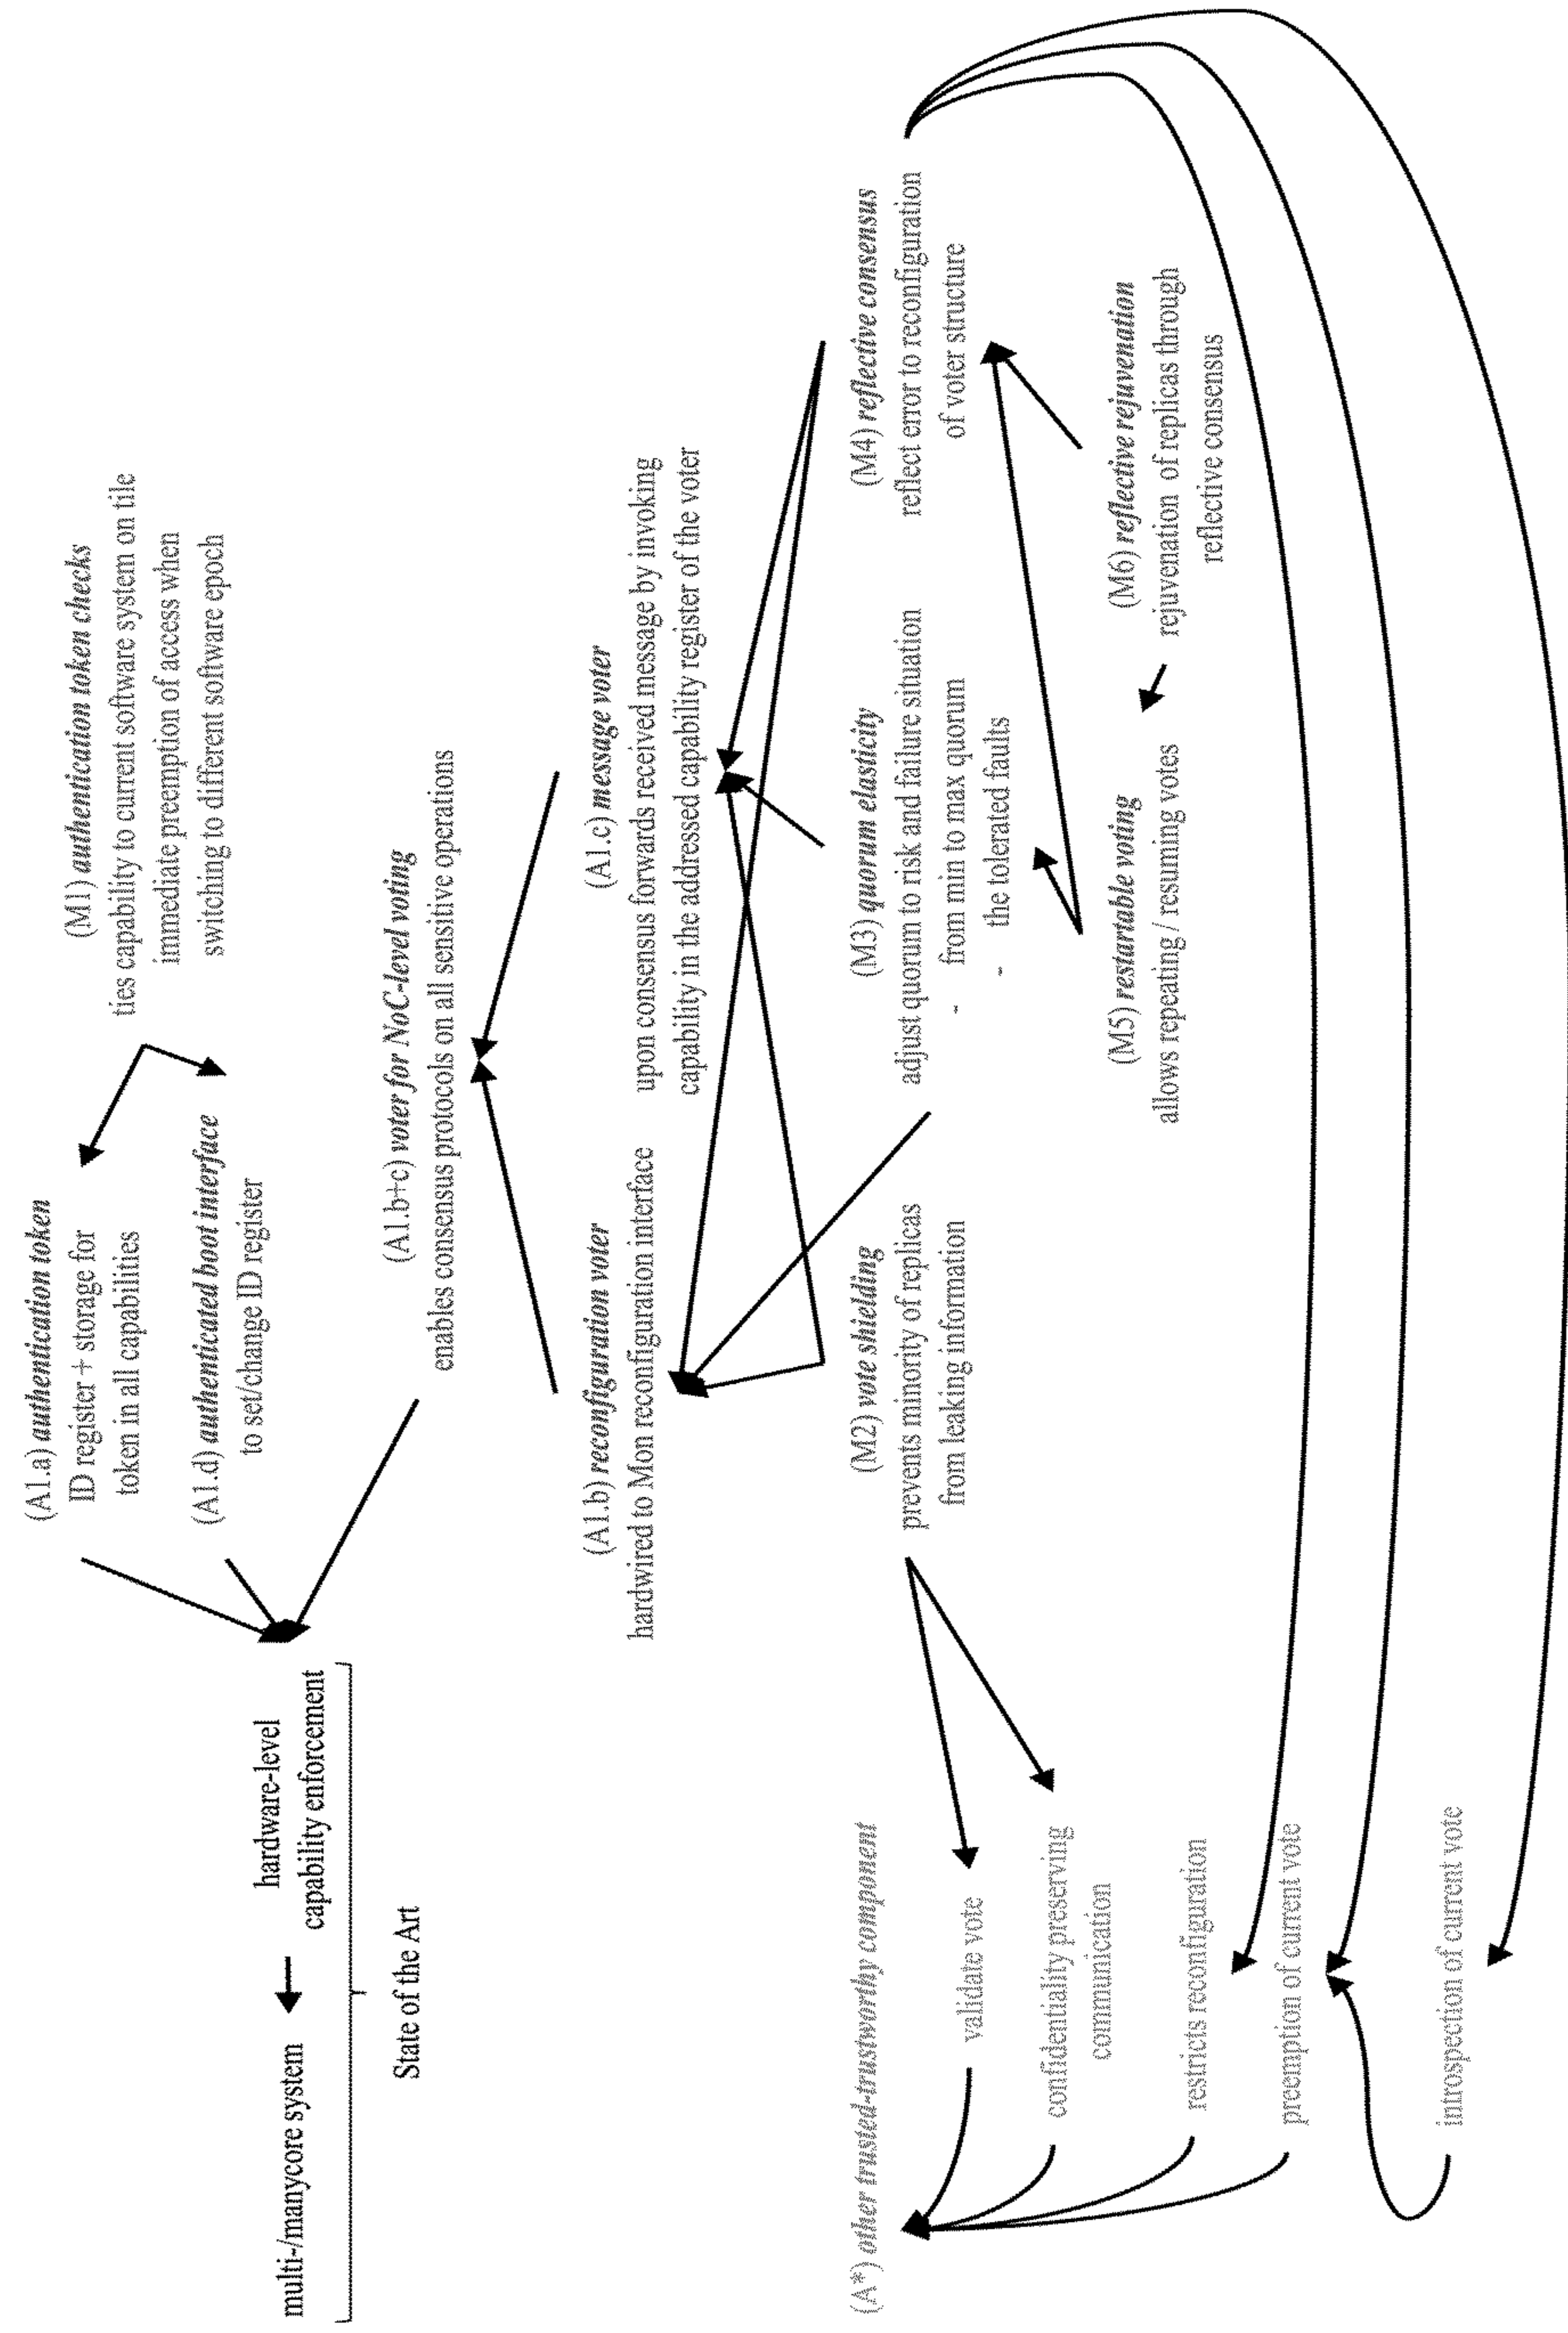 (A1.a) authentication token
ID register + storage for
token in all capabilities
(M1) authentication token checks
ties capability to current software system on tile
immediate preemption of access when
switching to different software epoch
(A1.d) authenticated boot interface
to set/change ID register
multi-/manycore system
hardware-level
capability enforcement
State of the Art
(A1.b+c) voter for NoC-level voting
enables consensus protocols on all sensitive operations
(A1.b) reconfiguration voter
hardwired to Mon reconfiguration interface
(A1.c) message voter
upon consensus forwards received message by invoking
capability in the addressed capability register of the voter
(A*) other trusted-trustworthy component
validate vote
confidentiality preserving
communication
restricts reconfiguration
preemption of current vote
introspection of current vote
(M2) vote shielding
prevents minority of replicas
from leaking information
(M3) quorum elasticity
adjust quorum to risk and failure situation
- from min to max quorum
- the tolerated faults
(M4) reflective consensus
reflect error to reconfiguration
of voter structure
(M5) restartable voting
allows repeating / resuming votes
(M6) reflective rejuvenation
rejuvenation of replicas through
reflective consensus